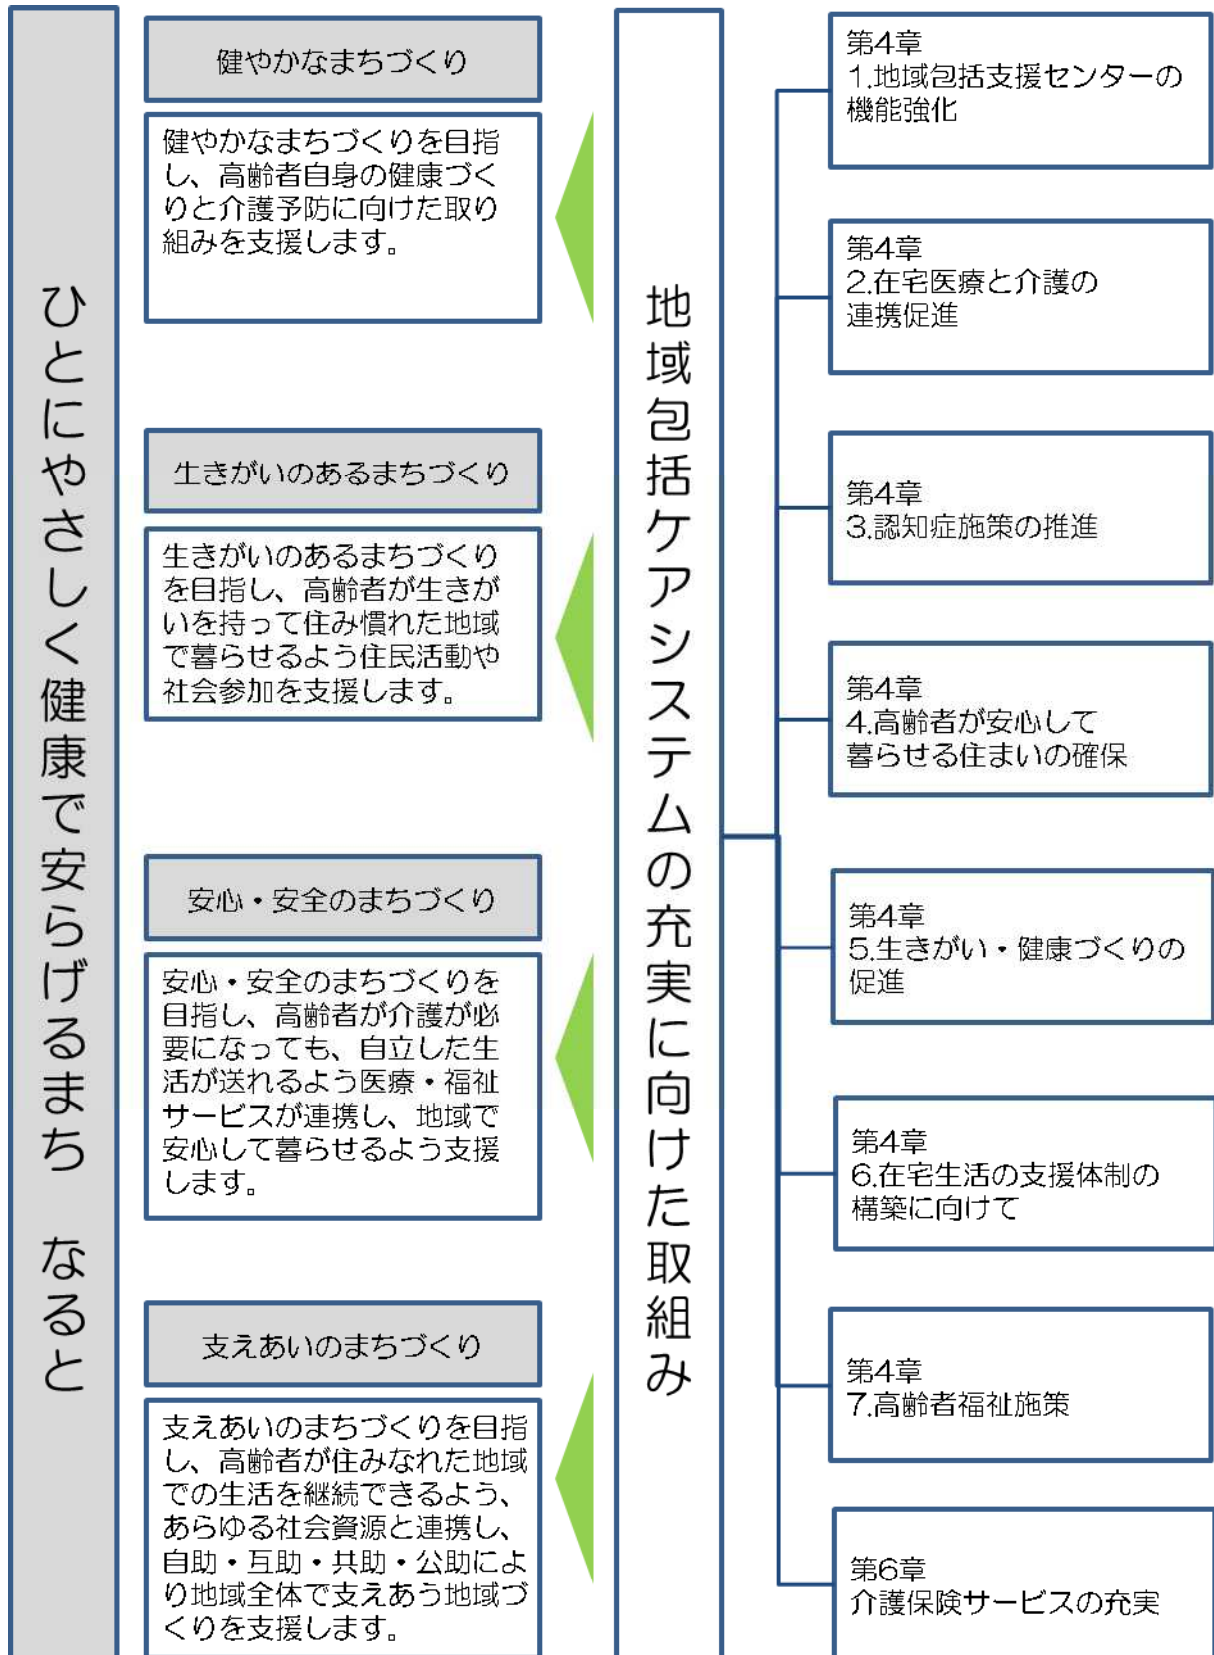 ひとにやさしく健康で安らげるまち　なると
健やかなまちづくり
健やかなまちづくりを目指
し、高齢者自身の健康づく
りと介護予防に向けた取り
組みを支援します。
生きがいのあるまちづくり
生きがいのあるまちづくり
を目指し、高齢者が生きが
いを持って住み慣れた地域
で暮らせるよう住民活動や
社会参加を支援します。
安心・安全のまちづくり
安心・安全のまちづくりを
目指し、高齢者が介護が必
要になっても、自立した生
活が送れるよう医療・福祉
サービスが連携し、地域で
安心して暮らせるよう支援
します。
支えあいのまちづくり
支えあいのまちづくりを目指
し、高齢者が住みなれた地域
での生活を継続できるよう、
あらゆる社会資源と連携し、
自助・互助・共助・公助によ
り地域全体で支えあう地域づ
くりを支援します。
地域包括ケアシステムの充実に向けた取組み
第4章
1.地域包括支援センターの
機能強化
第4章
2.在宅医療と介護の
連携促進
第4章
3.認知症施策の推進
第4章
4.高齢者が安心して
暮らせる住まいの確保
第4章
5.生きがい・健康づくりの
促進
第4章
6.在宅生活の支援体制の
構築に向けて
第4章
7.高齢者福祉施策
第6章
介護保険サービスの充実